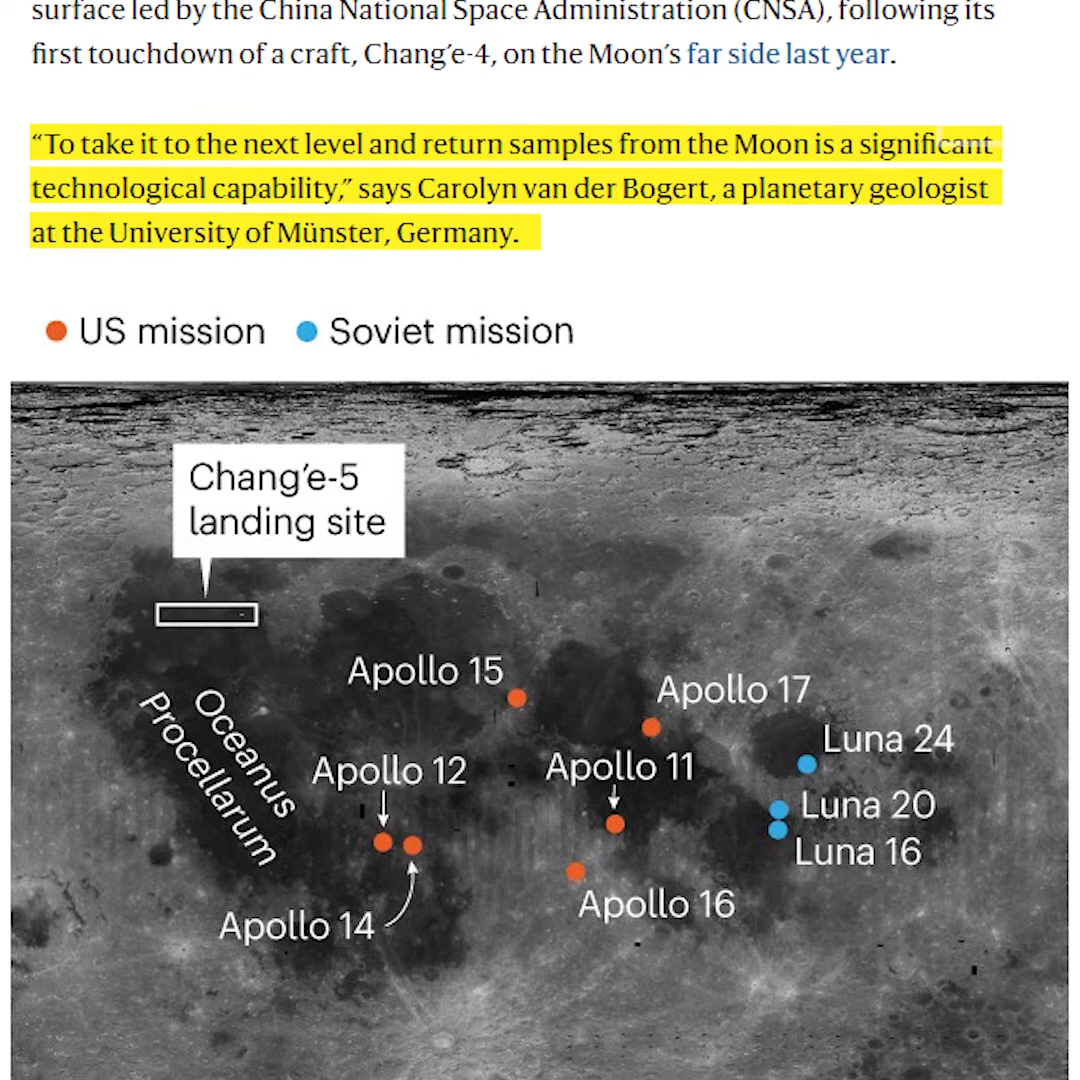 surface led by the China National Space Administration (CNSA), following its
first touchdown of a craft, Chang’e-4, on the Moon’s far side last year.
“To take it to the next level and return samples from the Moon is a significant
technological capability,” says Carolyn van der Bogert, a planetary geologist
at the University of Münster, Germany.
US mission
Soviet mission
Chang’e-5
landing site
Apollo 15
Apollo 17
Oceanus
Procellarum
Luna 24
Apollo 12
Apollo 11
Luna 20
Luna 16
Apollo 16
Apollo 14